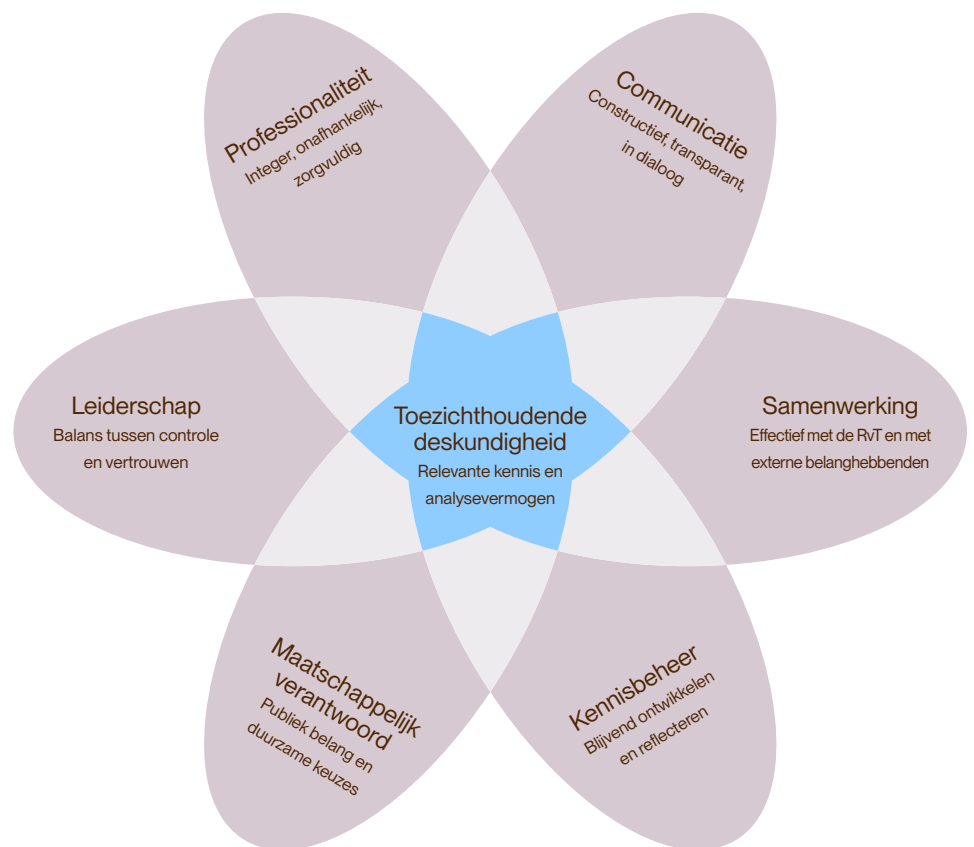 Professionaliteit
Integer, onafhankelijk,
zorgvuldig
Communicatie
Constructief, transparant,
in dialoog
Leiderschap
Balans tussen controle
en vertrouwen
Toezichthoudende
deskundigheid
Relevante kennis en
analysevermogen
Samenwerking
Effectief met de RvT en met
externe belanghebbenden
Maatschappelijk
verantwoord
Publiek belang en
duurzame keuzes
Kennisbeheer
Blijvend ontwikkelen
en reflecteren